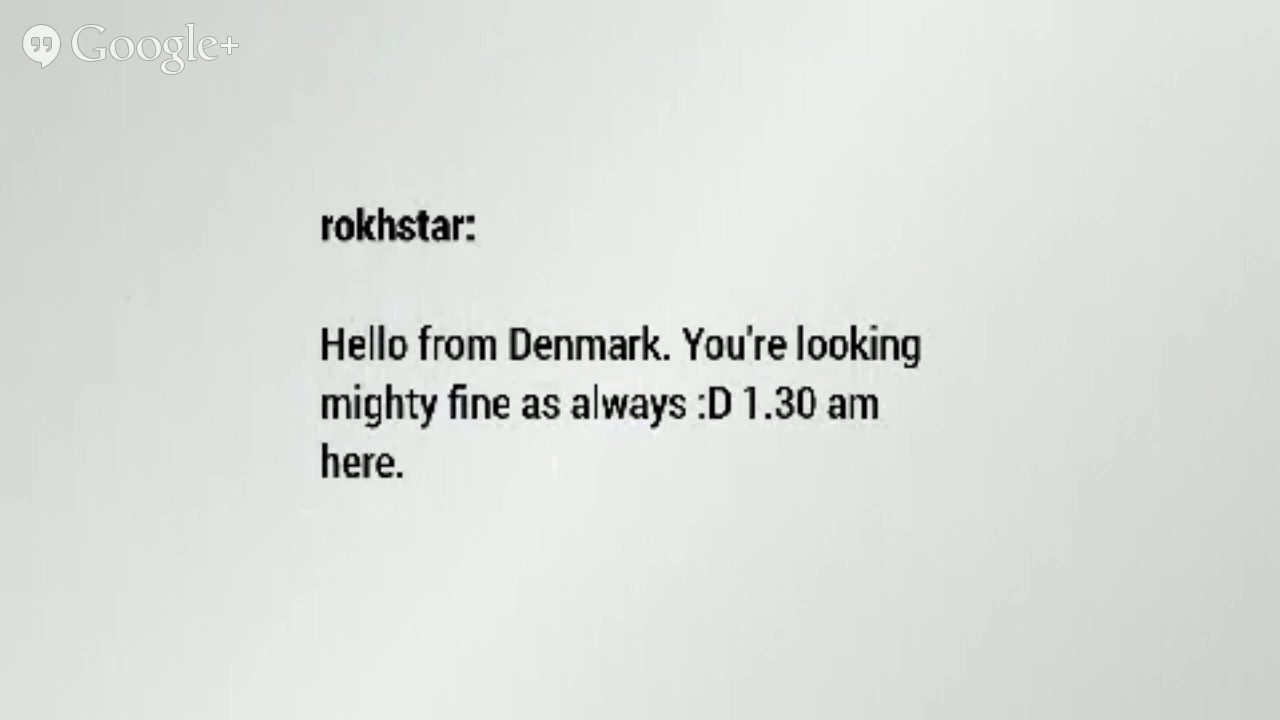 Google+
rokhstar:
Hello from Denmark. You're looking
mighty fine as always :D 1.30 am
here.